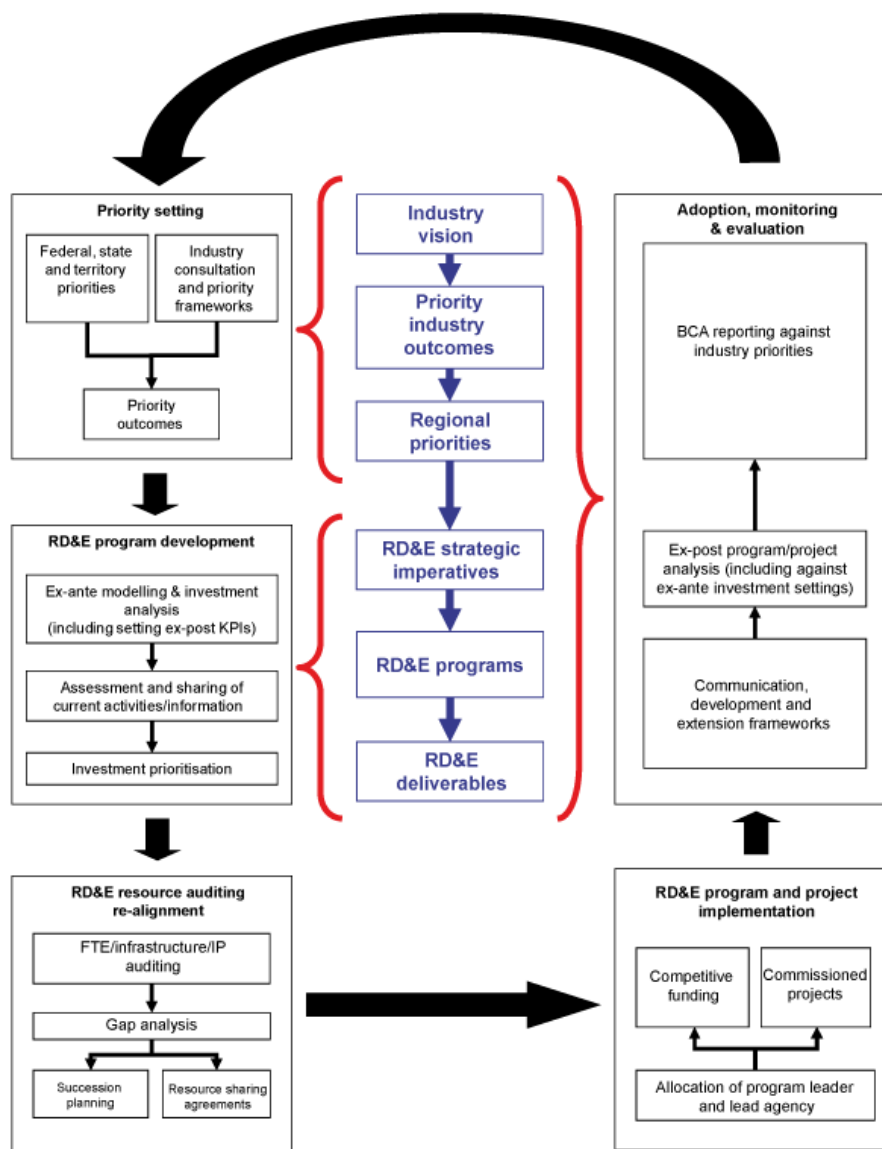 Priority setting
Federal, state
and territory
priorities
Industry
consultation
and priority
frameworks
Priority
outcomes
RD&E program development
Ex-ante modelling & investment
analysis
(including setting ex-post KPIs)
Assessment and sharing of
current activities/information
Investment prioritisation
RD&E resource auditing
re-alignment
FTE/infrastructure/IP
auditing
Gap analysis
Succession
planning
Resource sharing
agreements
Industry
vision
Priority
industry
outcomes
Regional
priorities
RD&E strategic
imperatives
RD&E programs
RD&E
deliverables
Adoption, monitoring
& evaluation
BCA reporting against
industry priorities
Ex-post program/project
analysis (including against
ex-ante investment settings)
Communication,
development and
extension frameworks
RD&E program and project
implementation
Competitive
funding
Commissioned
projects
Allocation of program leader
and lead agency